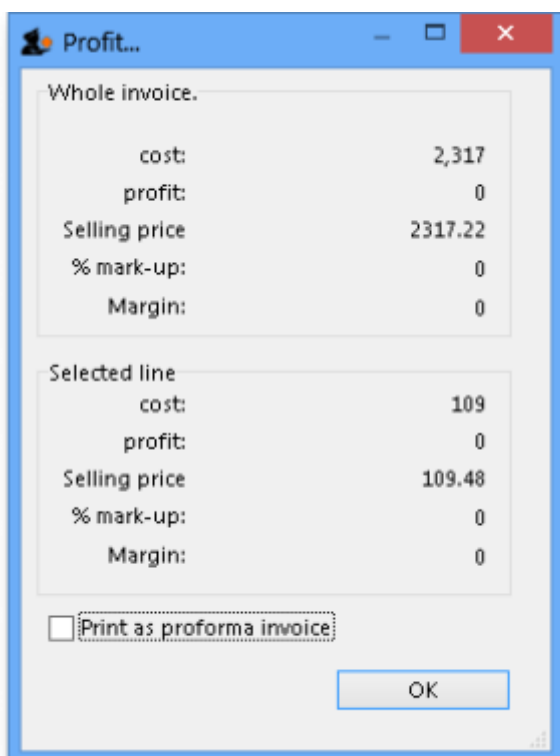 Profit...
Whole invoice.
cost: 2,317
profit: 0
Selling price 2317.22
% mark-up: 0
Margin: 0
Selected line
cost: 109
profit: 0
Selling price 109.48
% mark-up: 0
Margin: 0
Print as proforma invoice
OK